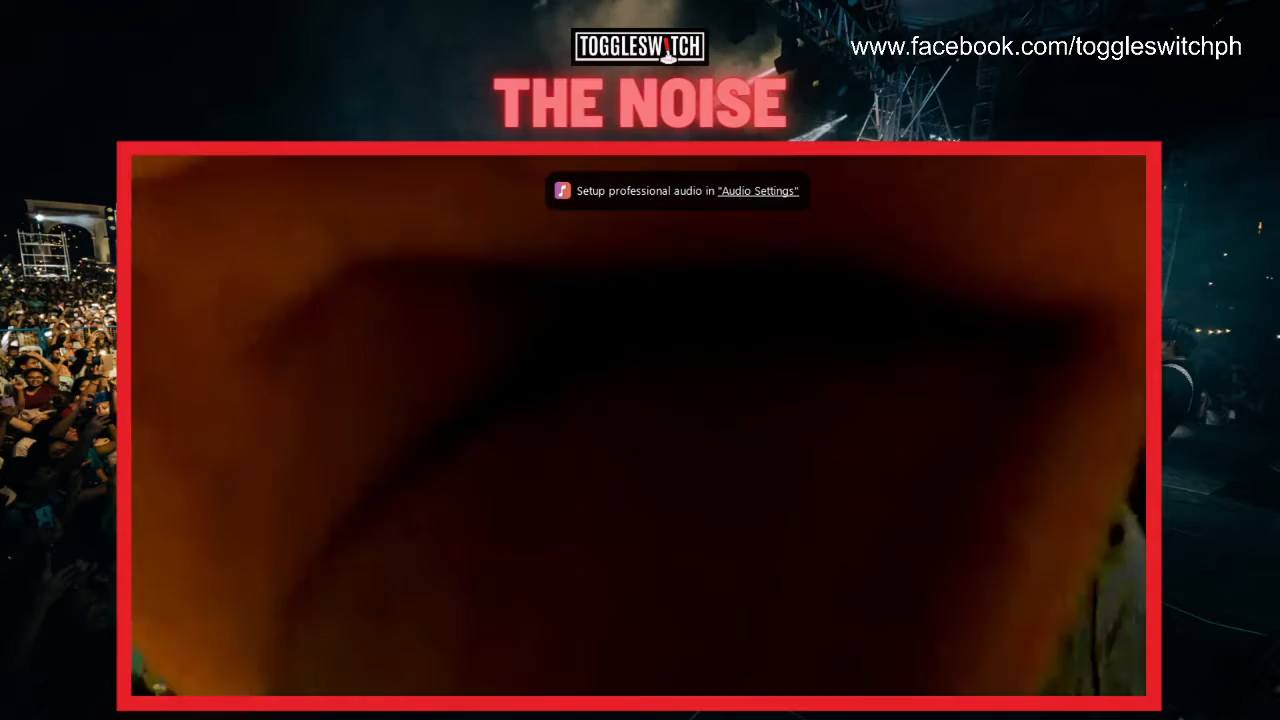 TOGGLESWITCH
www.facebook.com/toggleswitchph
THE NOISE
Setup professional audio in "Audio Settings"